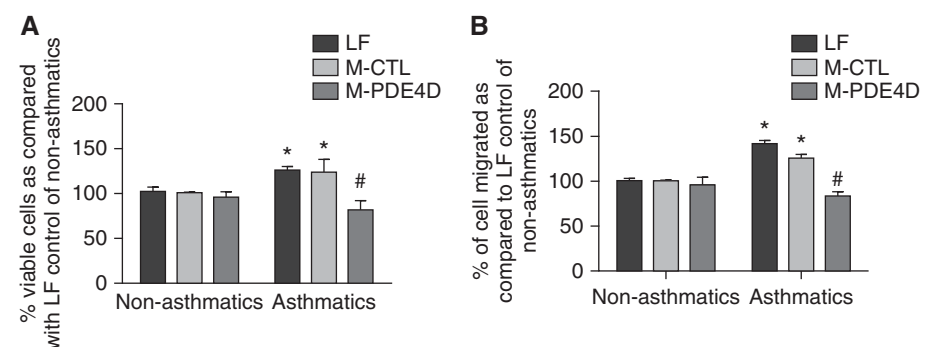 A
LF
M-CTL
M-PDE4D
% viable cells as compared
with LF control of non-asthmatics
200
150
100
50
0
*
*
#
Non-asthmatics
Asthmatics
B
LF
M-CTL
M-PDE4D
% of cell migrated as
compared to LF control of
non-asthmatics
200
150
100
50
0
*
*
#
Non-asthmatics
Asthmatics